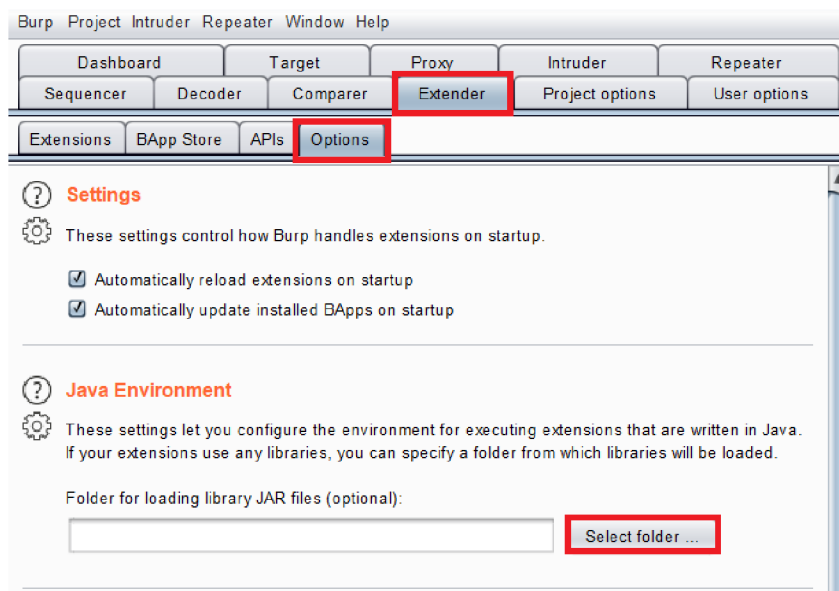 Burp Project Intruder Repeater Window Help
Dashboard Target Proxy Intruder Repeater
Sequencer Decoder Comparer Extender Project options User options
Extensions BApp Store APIs Options
? Settings
These settings control how Burp handles extensions on startup.
Automatically reload extensions on startup
Automatically update installed BApps on startup
? Java Environment
These settings let you configure the environment for executing extensions that are written in Java.
If your extensions use any libraries, you can specify a folder from which libraries will be loaded.
Folder for loading library JAR files (optional):
Select folder ...